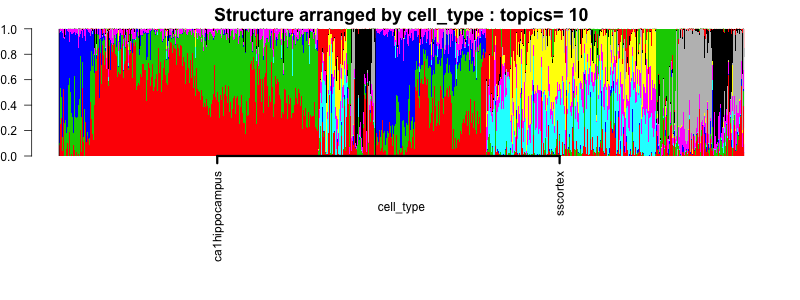 Structure arranged by cell_type : topics= 10
1.0
0.8
0.6
0.4
0.2
0.0
ca1hippocampus
sscortex
cell_type